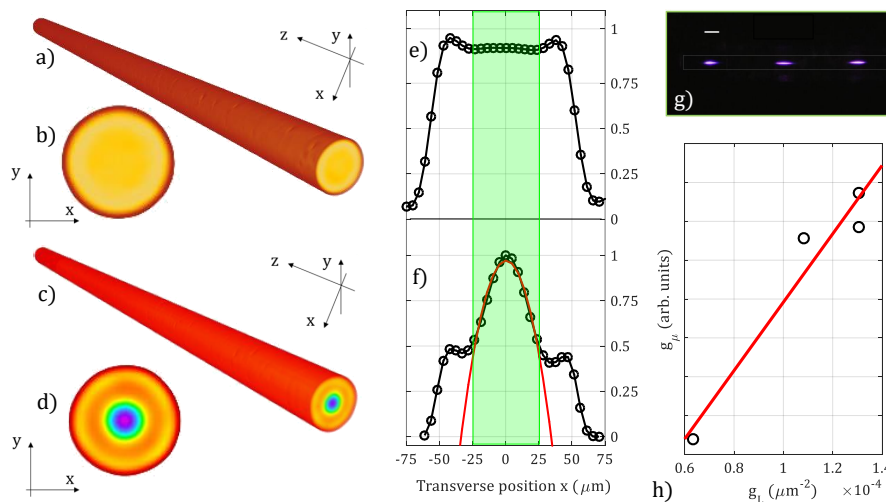 a)
z
y
x
b)
y
x
c)
z
y
x
d)
y
x
e)
1
0.75
0.5
0.25
0
f)
1
0.75
0.5
0.25
0
-75 -50 -25 0 25 50 75
Transverse position x (μm)
g)
g_μ (arb. units)
0.6 0.8 1 1.2 1.4
h)
g_L (μm⁻²) ×10⁻⁴